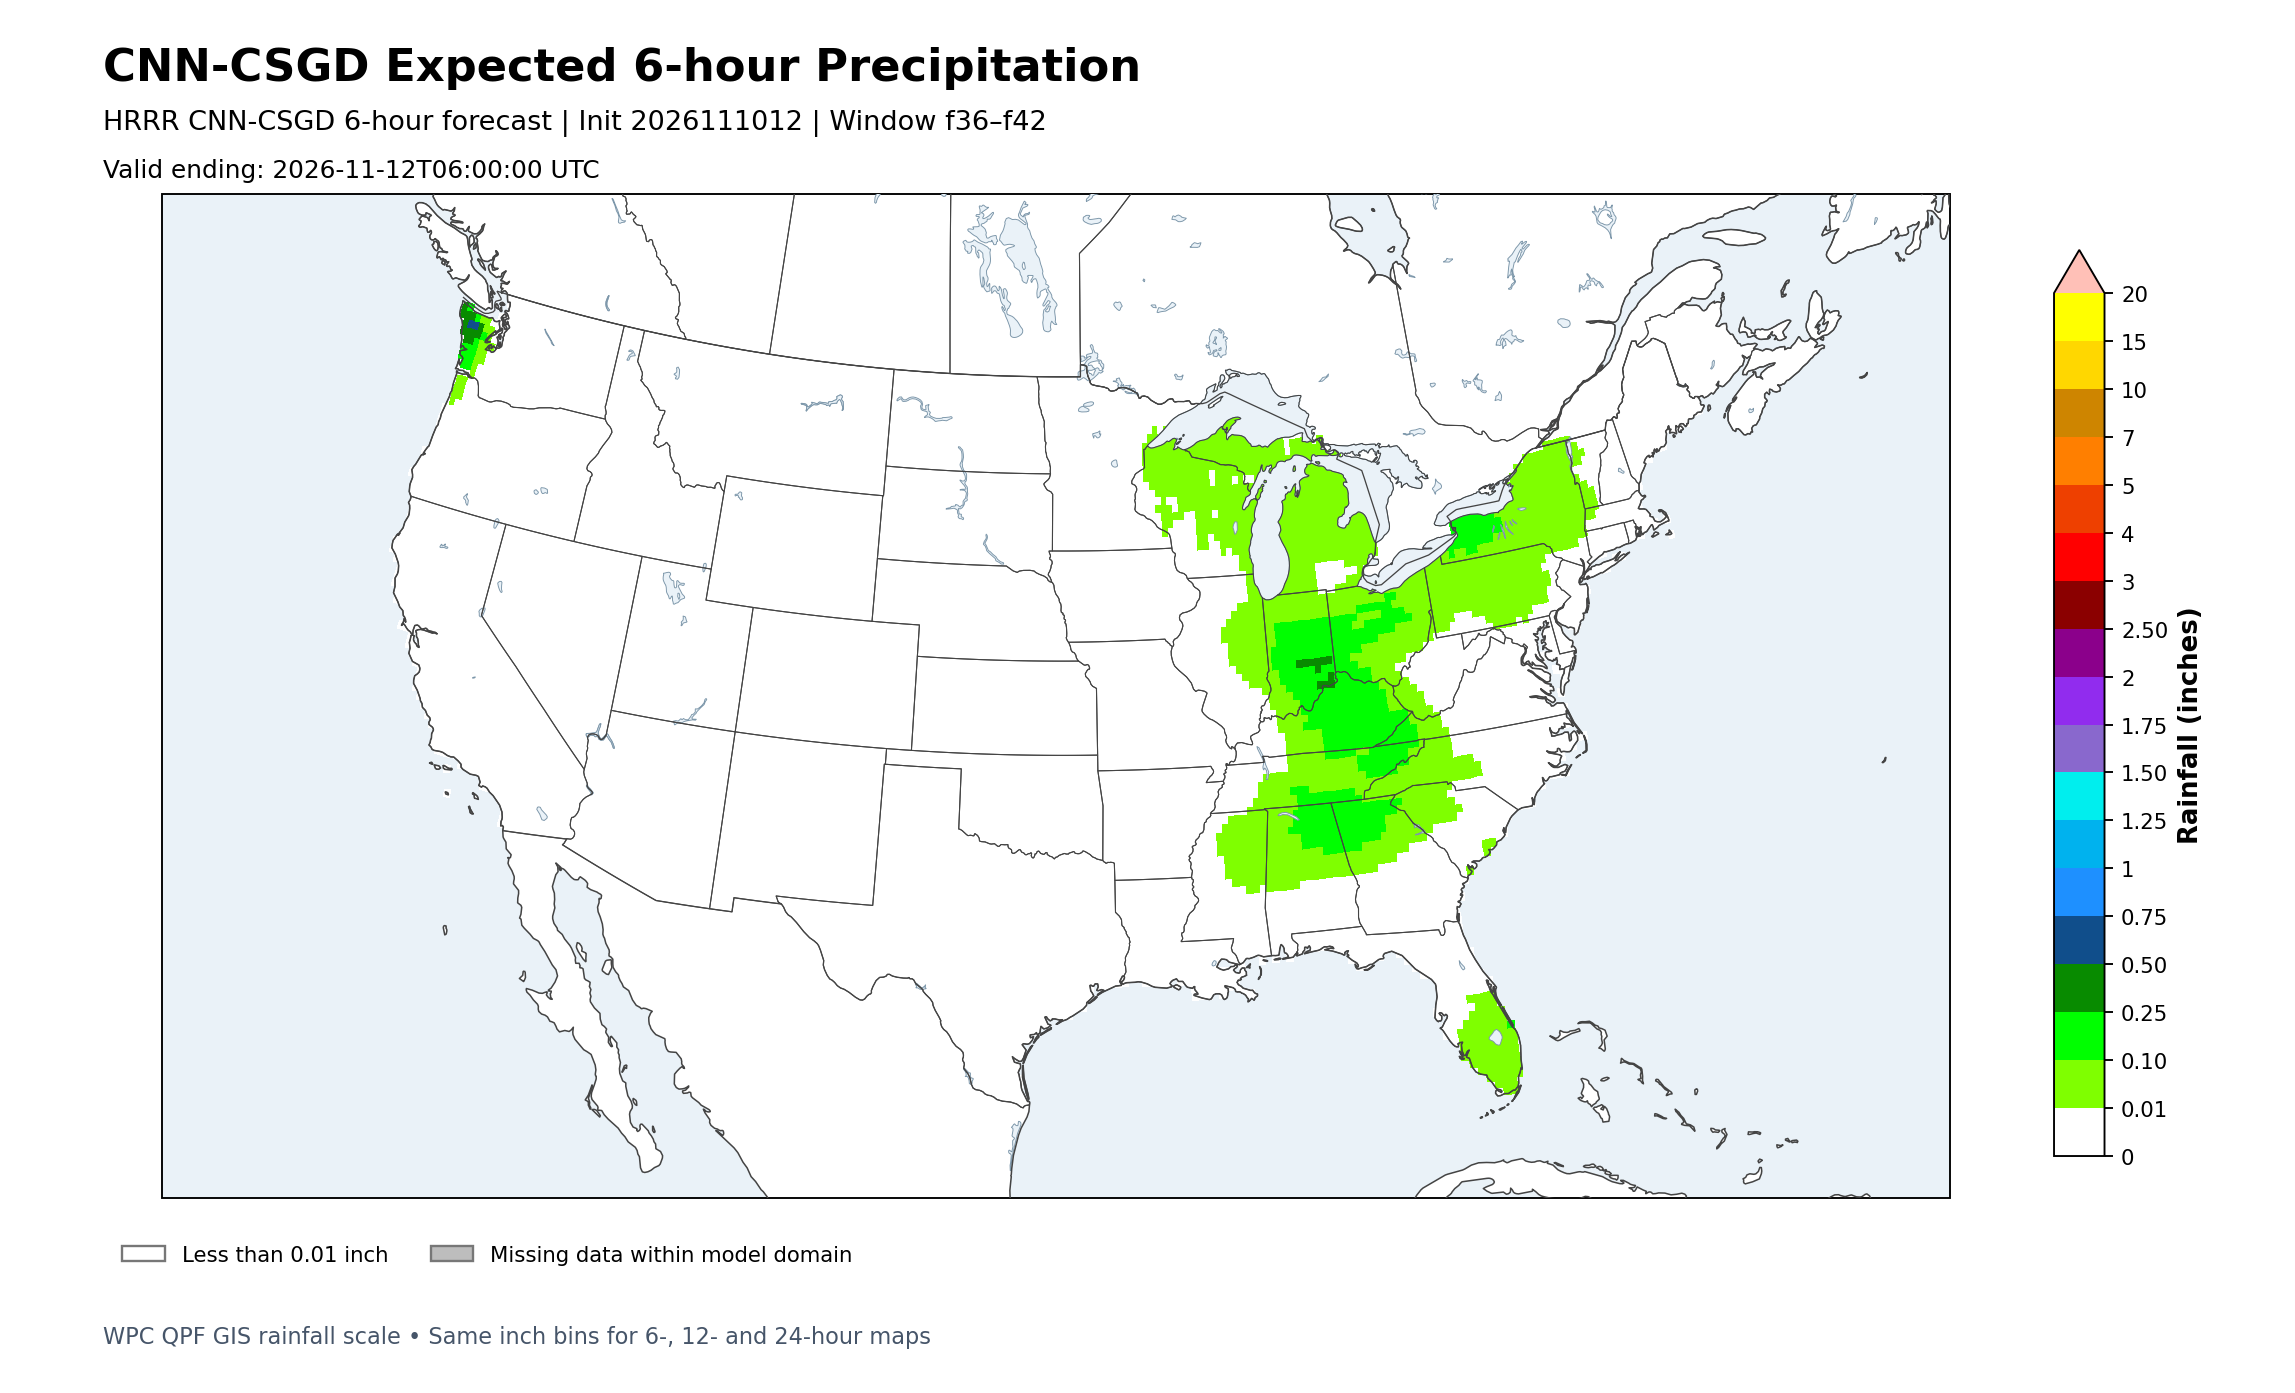 CNN-CSGD Expected 6-hour Precipitation
HRRR CNN-CSGD 6-hour forecast | Init 2026111012 | Window f36–f42
Valid ending: 2026-11-12T06:00:00 UTC
20
15
10
7
5
4
3
2.50
2
1.75
1.50
1.25
1
0.75
0.50
0.25
0.10
0.01
0
Rainfall (inches)
Less than 0.01 inch
Missing data within model domain
WPC QPF GIS rainfall scale • Same inch bins for 6-, 12- and 24-hour maps